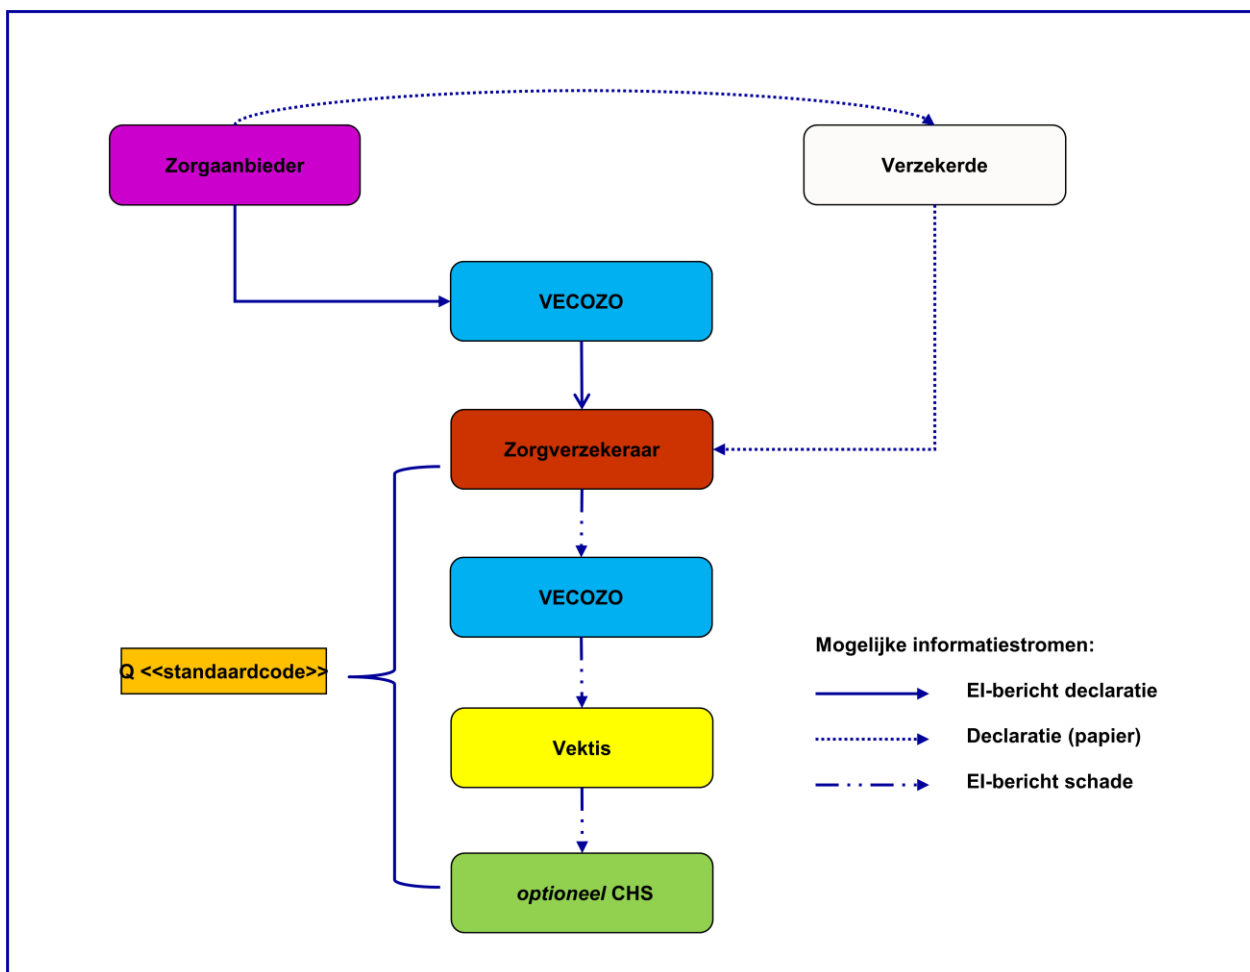 Zorgaanbieder
Verzekerde
VECOZO
Zorgverzekeraar
VECOZO
Q <<standaardcode>>
Vektis
optioneel CHS
Mogelijke informatiestromen:
EI-bericht declaratie
Declaratie (papier)
EI-bericht schade